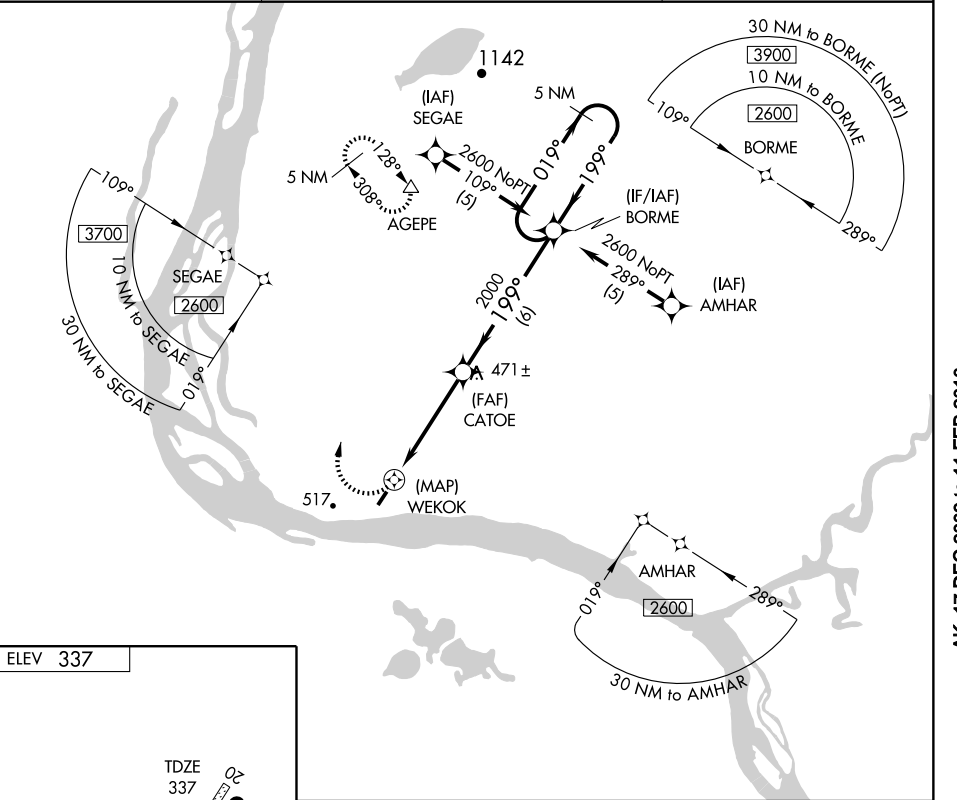 30 NM to BORME (NoPT)
3900
10 NM to BORME
2600
109°
BORME
289°
1142
(IAF)
SEGAE
5 NM
019°
199°
2600 NoPT
109°
(5)
128°
308°
5 NM
AGEPE
(IF/IAF)
BORME
2600 NoPT
289°
(5)
(IAF)
AMHAR
109°
3700
10 NM to SEGAE
SEGAE
2600
30 NM to SEGAE
019°
2000
199°
(6)
471±
(FAF)
CATOE
(MAP)
WEKOK
517
AMHAR
019°
2600
289°
30 NM to AMHAR
ELEV 337
TDZE
337
20